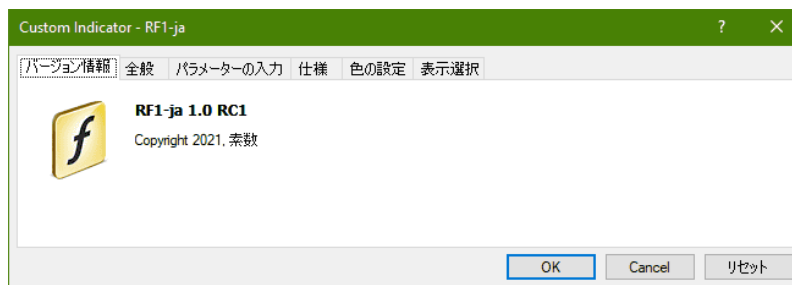 Custom Indicator - RF1-ja
バージョン情報 全般 パラメーターの入力 仕様 色の設定 表示選択
RF1-ja 1.0 RC1
Copyright 2021, 素数
OK Cancel リセット